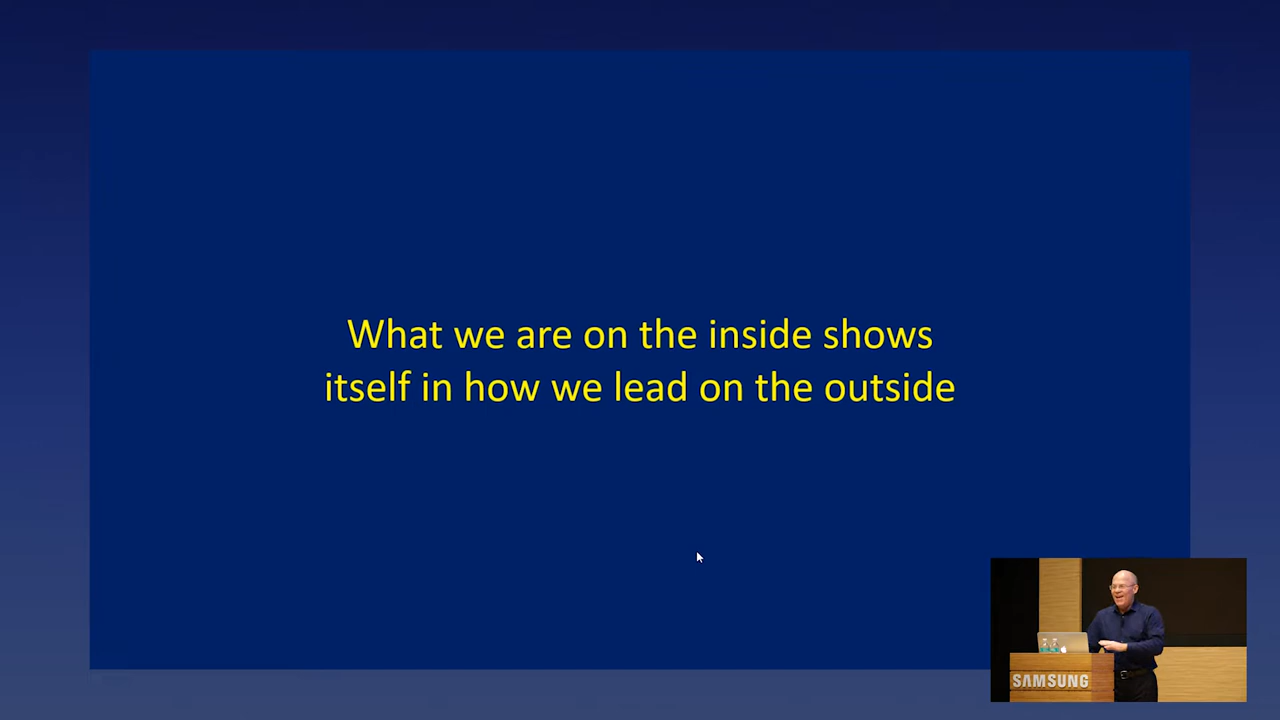 What we are on the inside shows
itself in how we lead on the outside
SAMSUNG